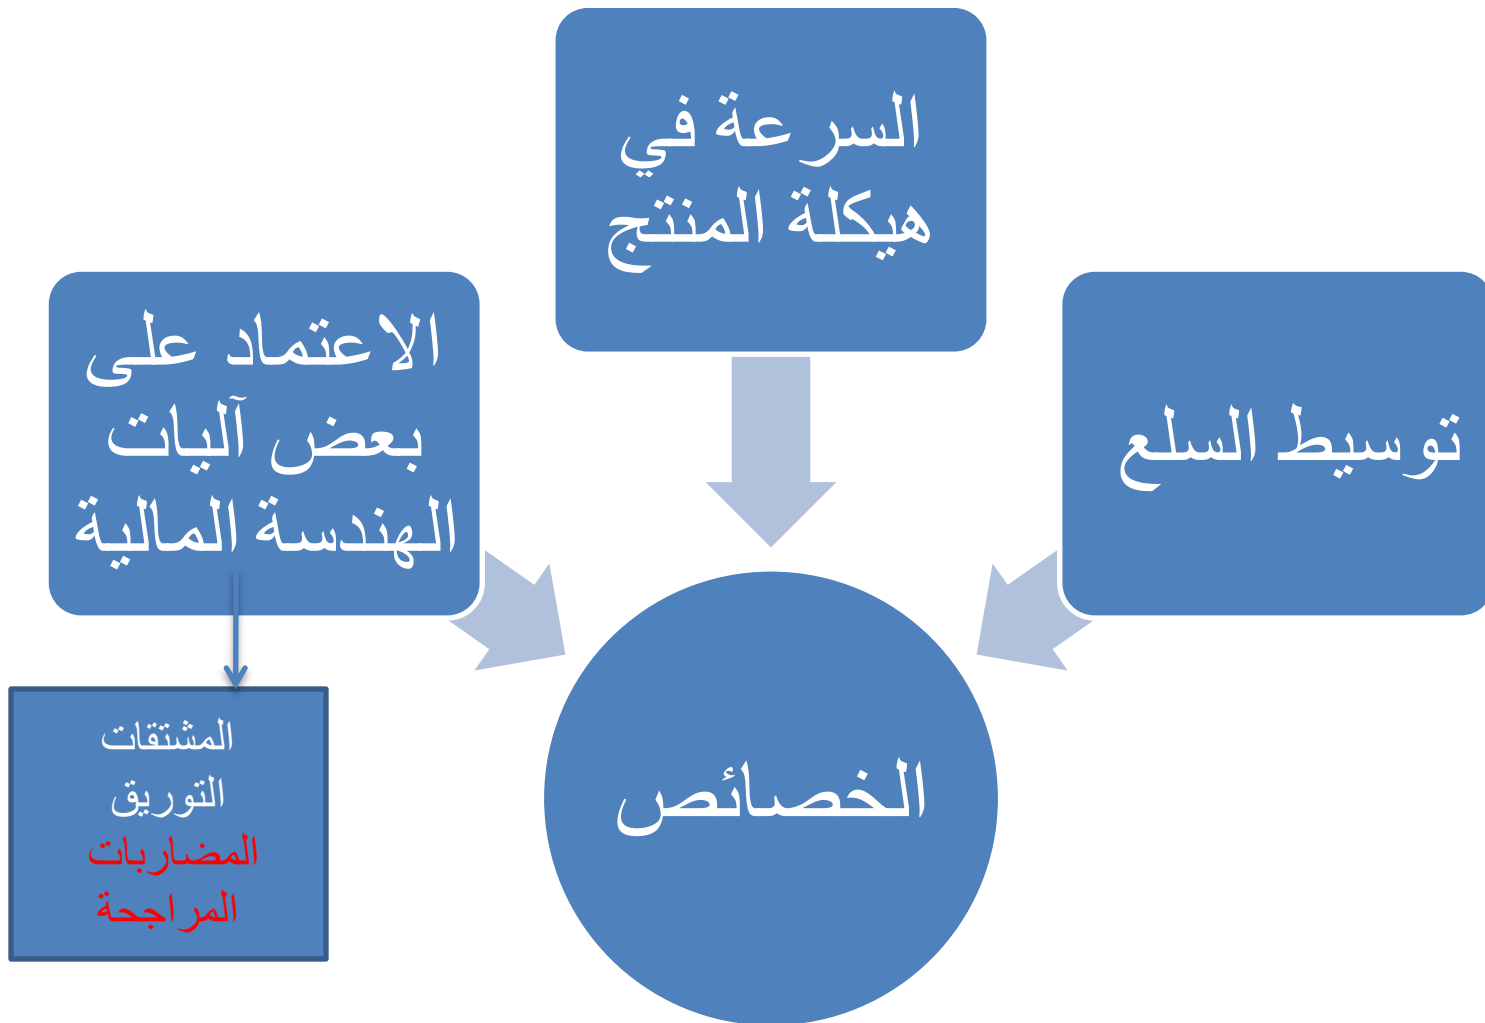 السرعة في
هيكلة المنتج
توسيط السلع
الاعتماد على
بعض آليات
الهندسة المالية
المشتقات
التوريق
المضاربات
المراجحة
الخصائص